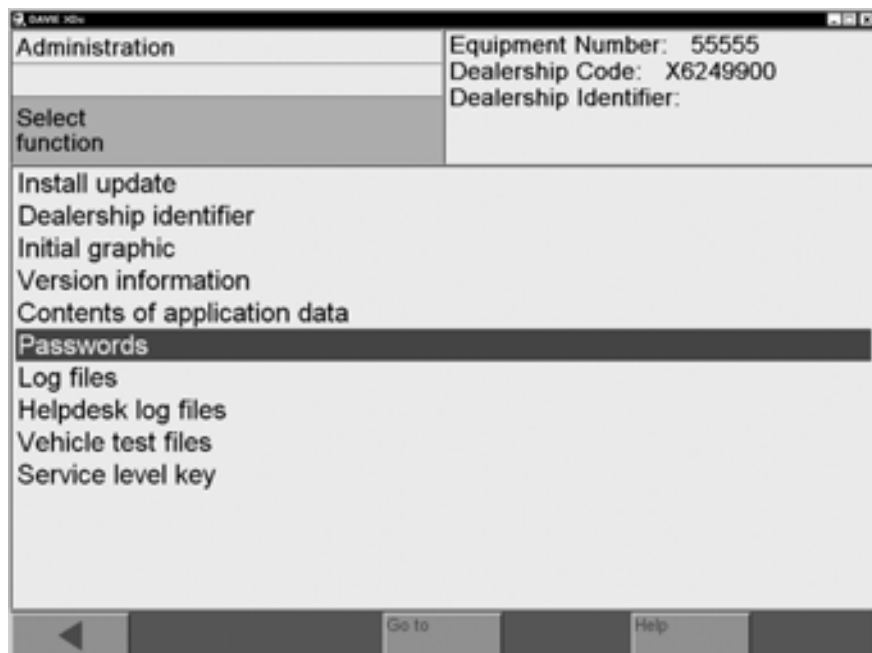 DAVIE XDc
Administration
Equipment Number: 55555
Dealership Code: X6249900
Dealership Identifier:
Select
function
Install update
Dealership identifier
Initial graphic
Version information
Contents of application data
Passwords
Log files
Helpdesk log files
Vehicle test files
Service level key
Go to
Help